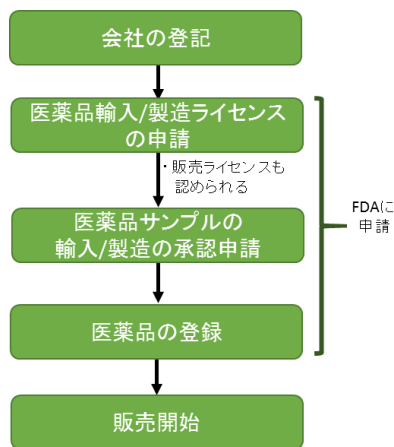 会社の登記
医薬品輸入/製造ライセンス
の申請
・販売ライセンスも
認められる
医薬品サンプルの
輸入/製造の承認申請
FDAに
申請
医薬品の登録
販売開始